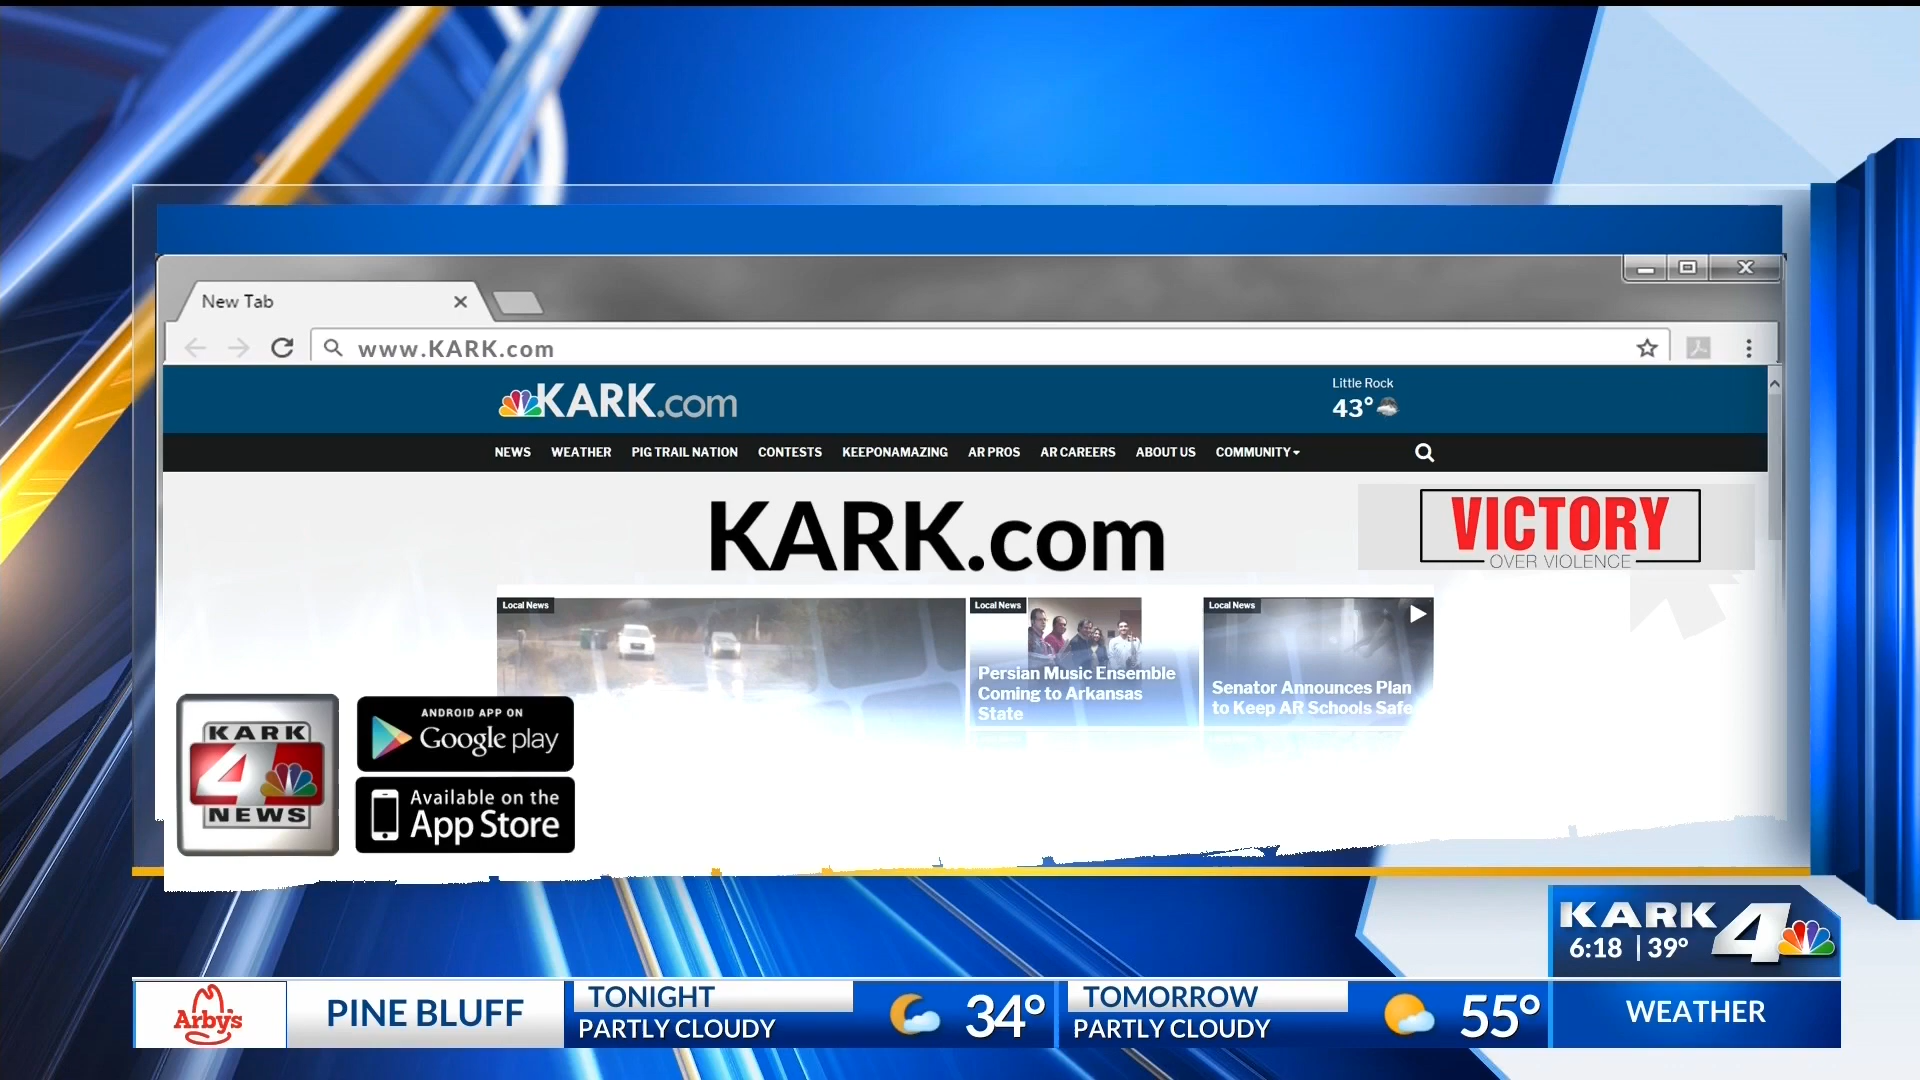 New Tab
www.KARK.com
KARK.com
Little Rock
43°
NEWS WEATHER PIG TRAIL NATION CONTESTS KEEPONAMAZING AR PROS AR CAREERS ABOUT US COMMUNITY
KARK.com
VICTORY
OVER VIOLENCE
Local News
Local News
Persian Music Ensemble
Coming to Arkansas
State
Local News
Senator Announces Plan
to Keep AR Schools Safe
KARK
4
NEWS
ANDROID APP ON
Google play
Available on the
App Store
KARK 4
6:18 | 39°
Arby's
PINE BLUFF
TONIGHT
PARTLY CLOUDY
34°
TOMORROW
PARTLY CLOUDY
55°
WEATHER